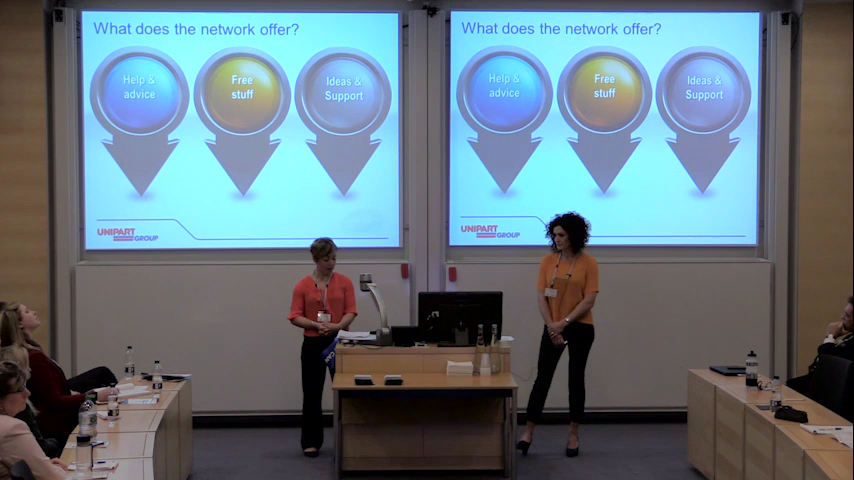 What does the network offer?
Help &
advice
Free
stuff
Ideas &
Support
UNIPART
GROUP
What does the network offer?
Help &
advice
Free
stuff
Ideas &
Support
UNIPART
GROUP